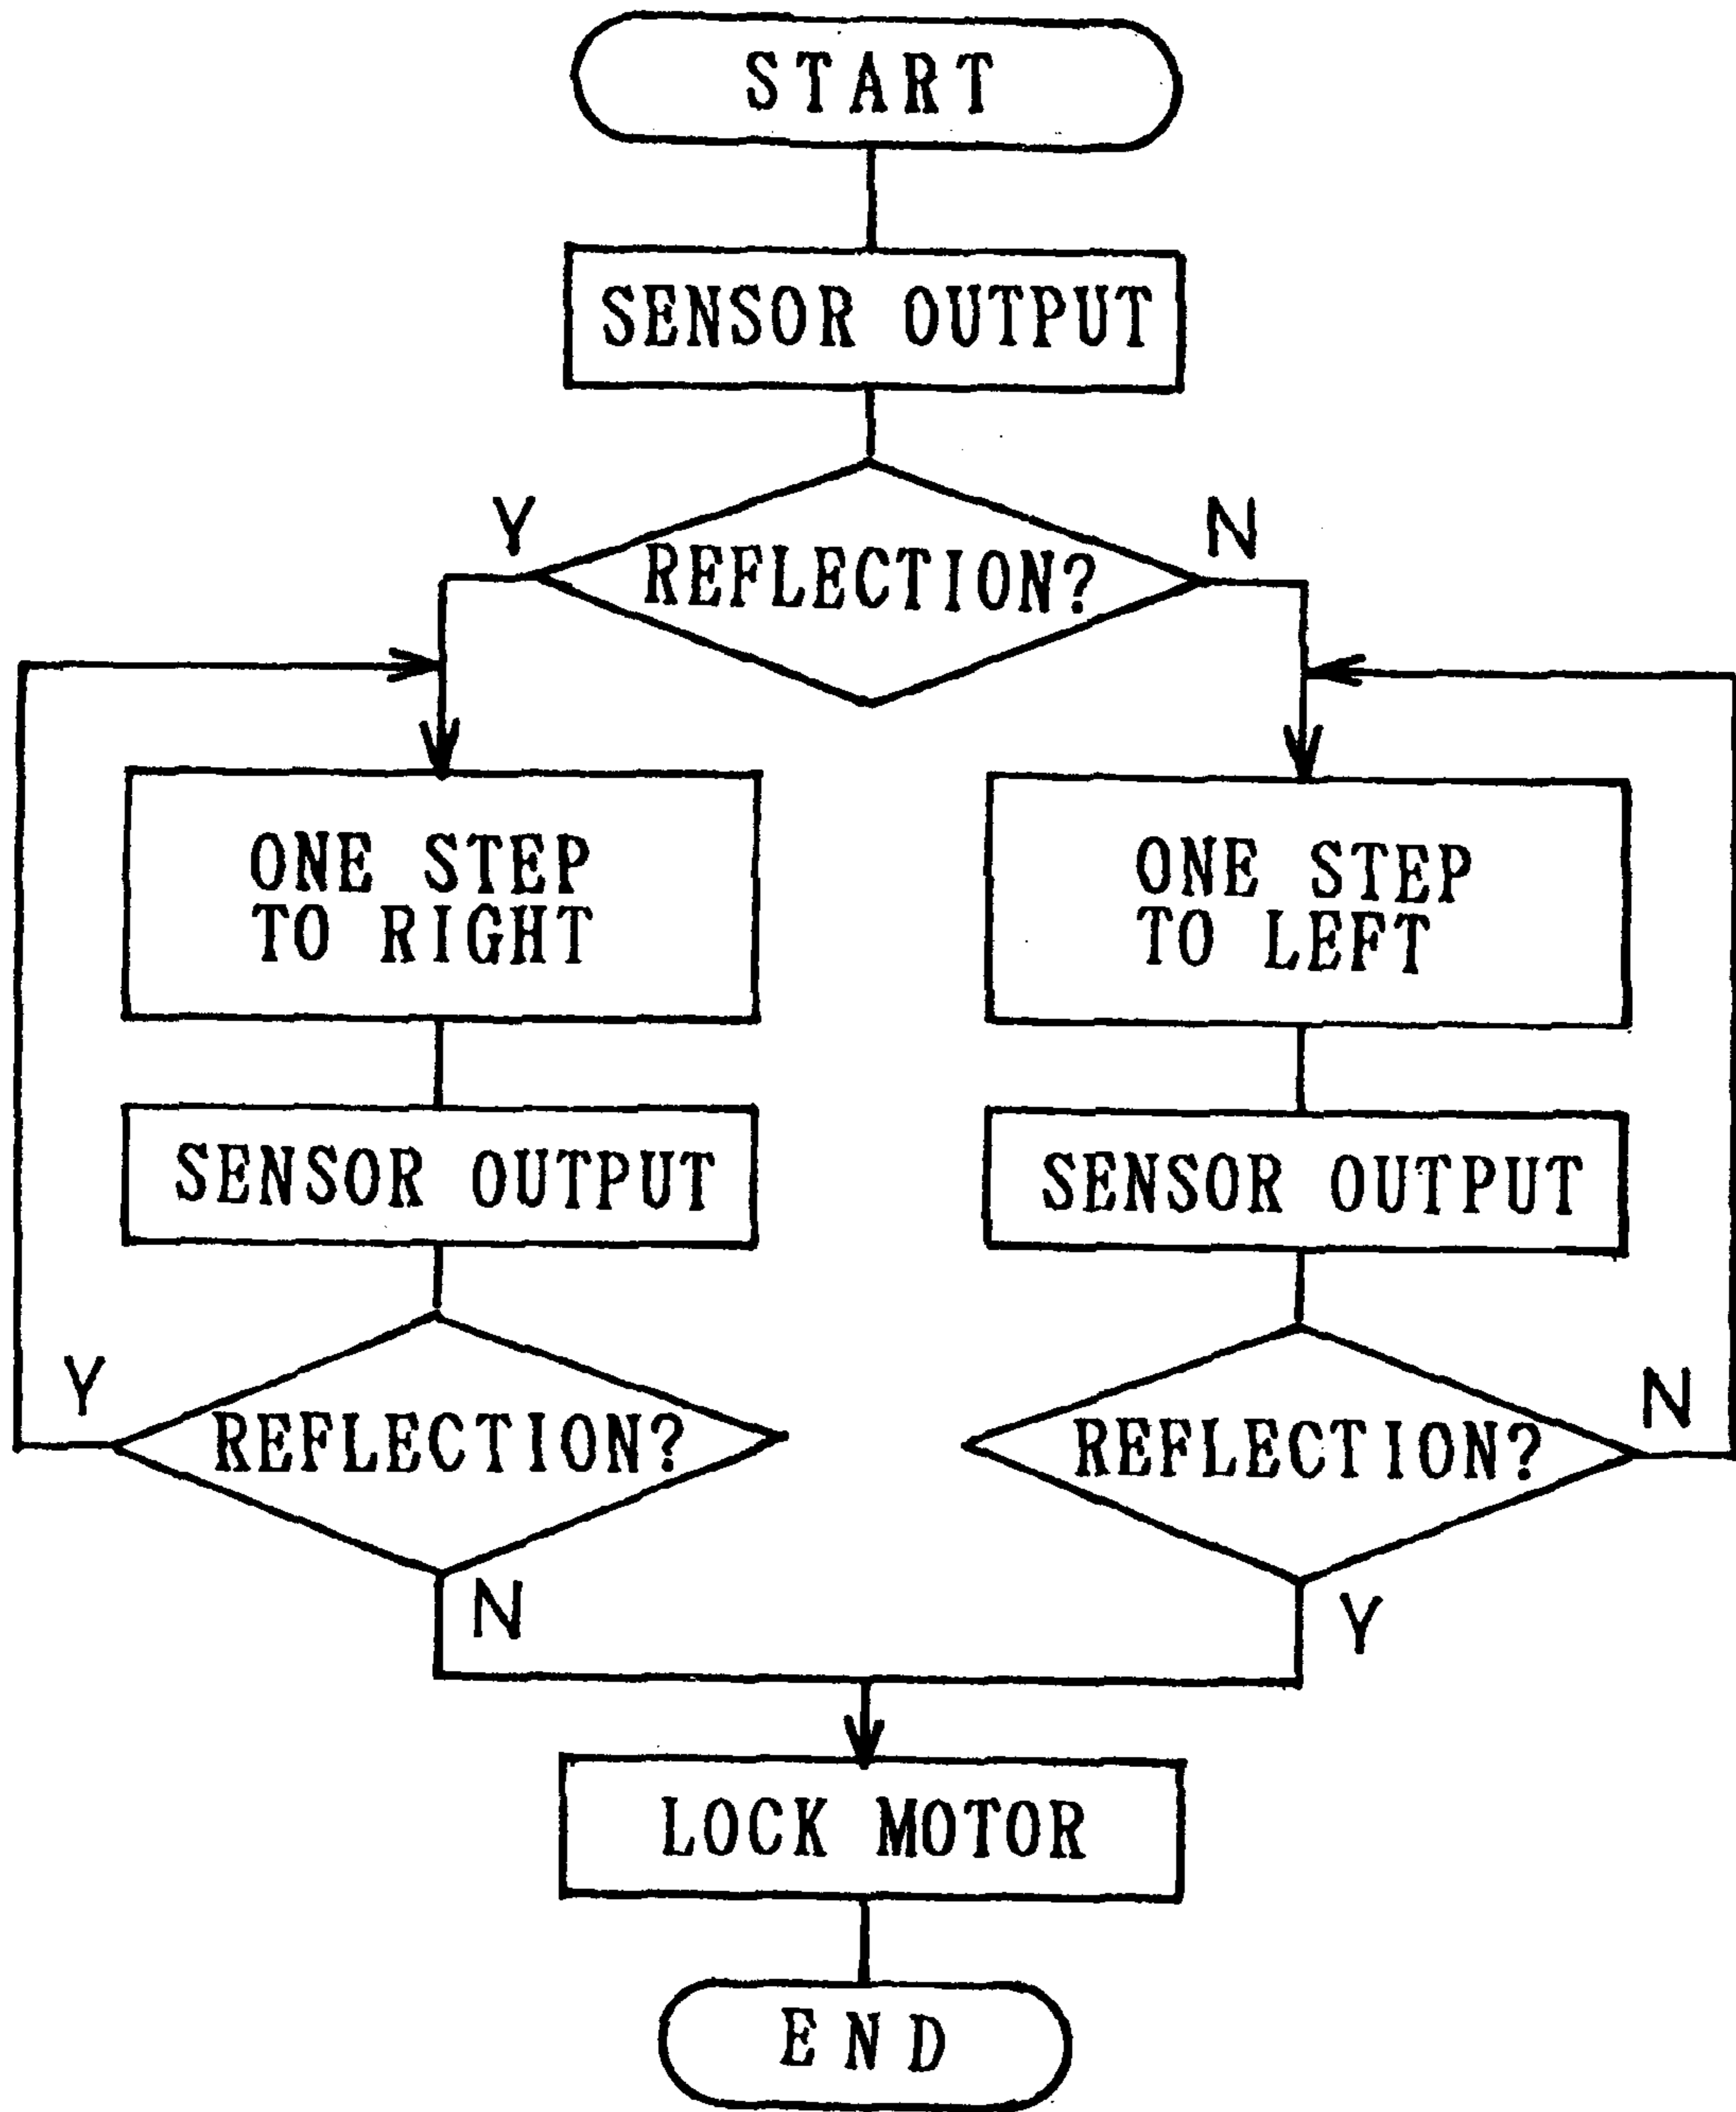 START
SENSOR OUTPUT
Y
N
REFLECTION?
ONE STEP
TO RIGHT
ONE STEP
TO LEFT
SENSOR OUTPUT
SENSOR OUTPUT
Y
REFLECTION?
REFLECTION?
N
N
Y
LOCK MOTOR
END